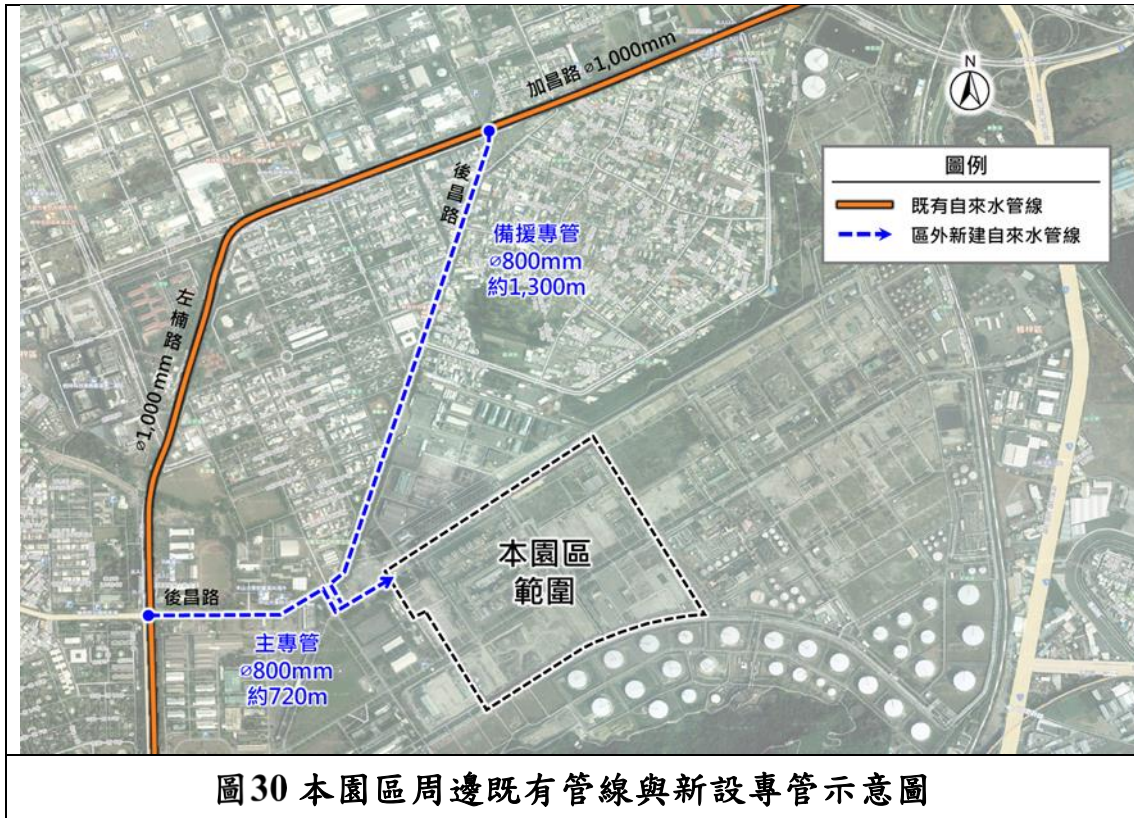 加昌路 ⌀1,000mm
N
後昌路
圖例
既有自來水管線
區外新建自來水管線
備援專管
⌀800mm
約1,300m
左楠路
⌀1,000 mm
本園區
範圍
後昌路
主專管
⌀800mm
約720m
圖30 本園區周邊既有管線與新設專管示意圖